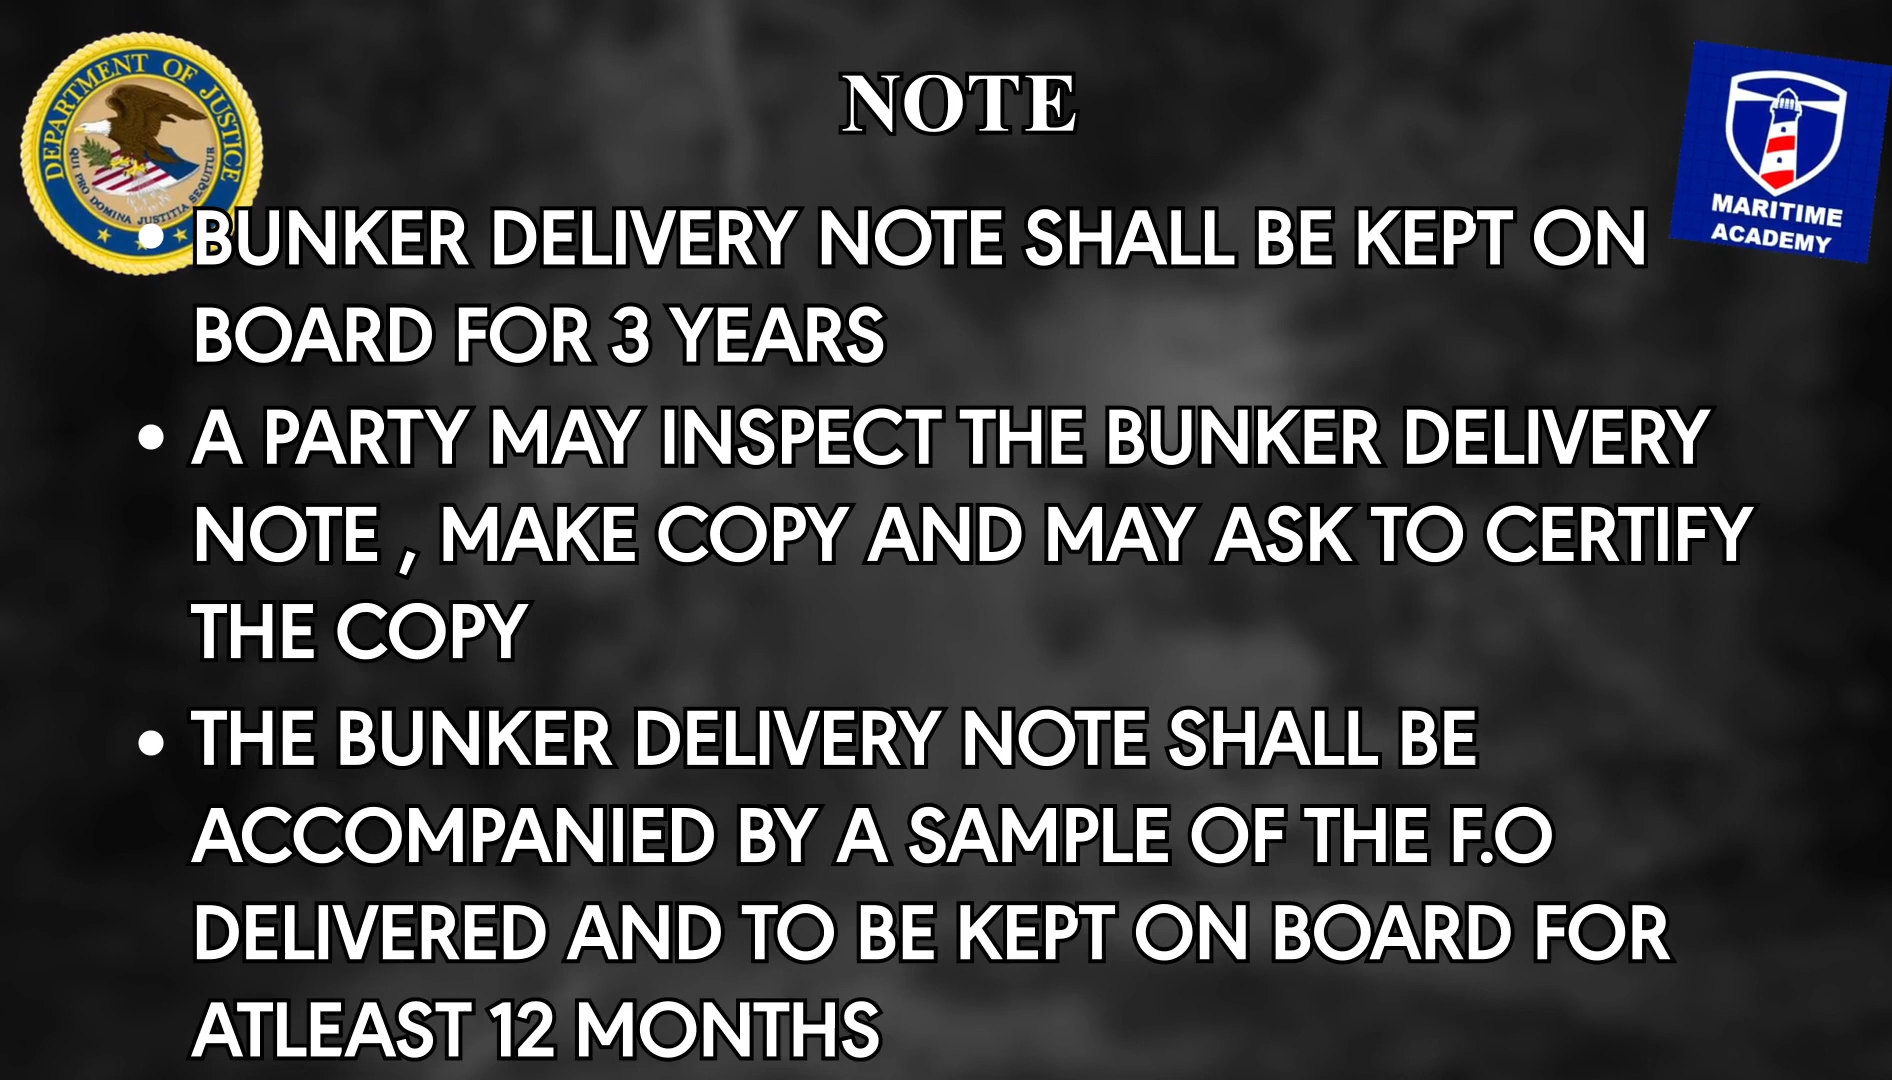 DEPARTMENT OF JUSTICE
QUI PRO DOMINA JUSTITIA SEQUITUR
NOTE
MARITIME
ACADEMY
• BUNKER DELIVERY NOTE SHALL BE KEPT ON
BOARD FOR 3 YEARS
• A PARTY MAY INSPECT THE BUNKER DELIVERY
NOTE , MAKE COPY AND MAY ASK TO CERTIFY
THE COPY
• THE BUNKER DELIVERY NOTE SHALL BE
ACCOMPANIED BY A SAMPLE OF THE F.O
DELIVERED AND TO BE KEPT ON BOARD FOR
ATLEAST 12 MONTHS